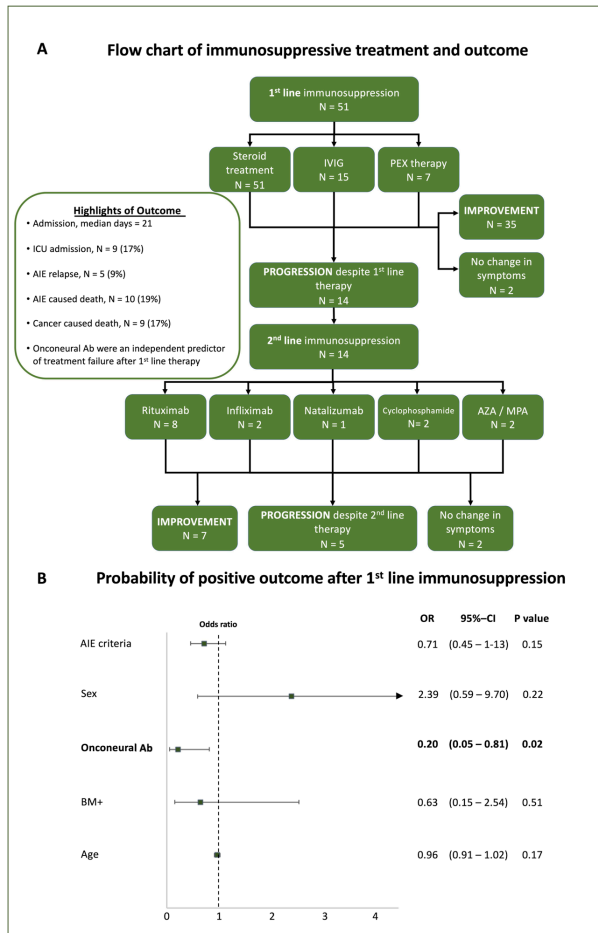 A Flow chart of immunosuppressive treatment and outcome
1st line immunosuppression
N = 51
Steroid
treatment
N = 51
IVIG
N = 15
PEX therapy
N = 7
Highlights of Outcome
• Admission, median days = 21
• ICU admission, N = 9 (17%)
• AIE relapse, N = 5 (9%)
• AIE caused death, N = 10 (19%)
• Cancer caused death, N = 9 (17%)
• Onconeural Ab were an independent predictor
of treatment failure after 1st line therapy
IMPROVEMENT
N = 35
No change in
symptoms
N = 2
PROGRESSION despite 1st line
therapy
N = 14
2nd line immunosuppression
N = 14
Rituximab
N = 8
Infliximab
N = 2
Natalizumab
N = 1
Cyclophosphamide
N= 2
AZA / MPA
N = 2
IMPROVEMENT
N = 7
PROGRESSION despite 2nd line
therapy
N = 5
No change in
symptoms
N = 2
B Probability of positive outcome after 1st line immunosuppression
Odds ratio OR 95%–CI P value
AIE criteria 0.71 (0.45 – 1-13) 0.15
Sex 2.39 (0.59 – 9.70) 0.22
Onconeural Ab 0.20 (0.05 – 0.81) 0.02
BM+ 0.63 (0.15 – 2.54) 0.51
Age 0.96 (0.91 – 1.02) 0.17
0 1 2 3 4